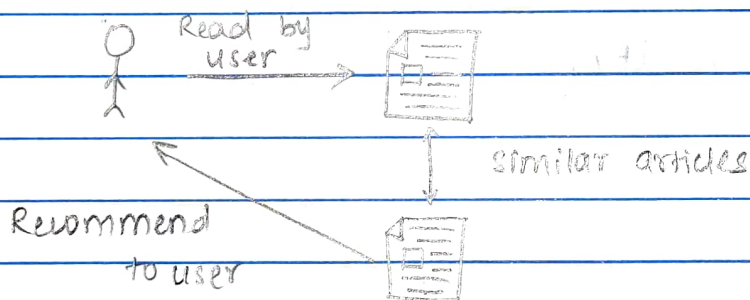 Read by
user
similar articles
Recommend
to user